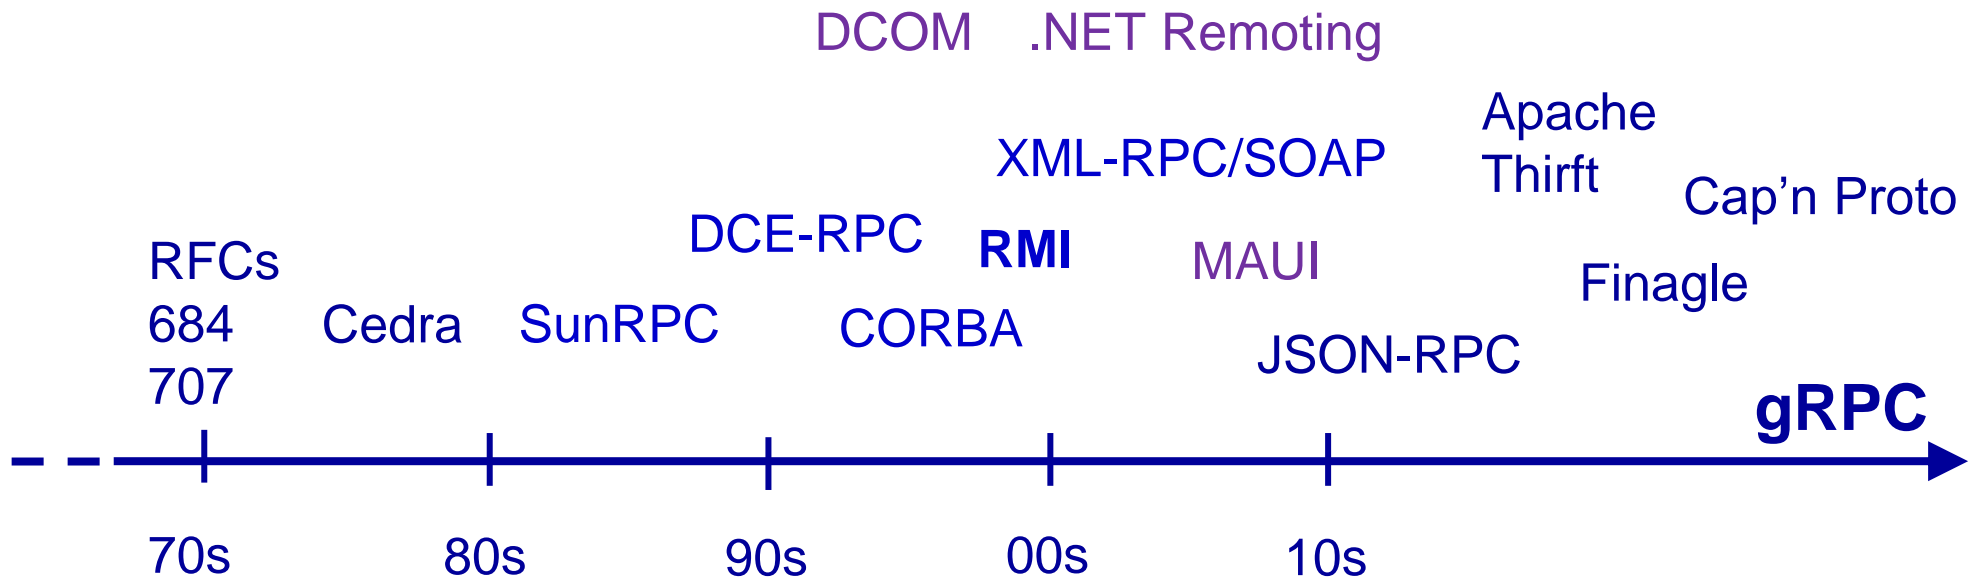 DCOM .NET Remoting
Apache
Thirft
XML-RPC/SOAP
Cap’n Proto
DCE-RPC
RMI
MAUI
RFCs
684
707
Finagle
Cedra
SunRPC
CORBA
JSON-RPC
gRPC
70s 80s 90s 00s 10s